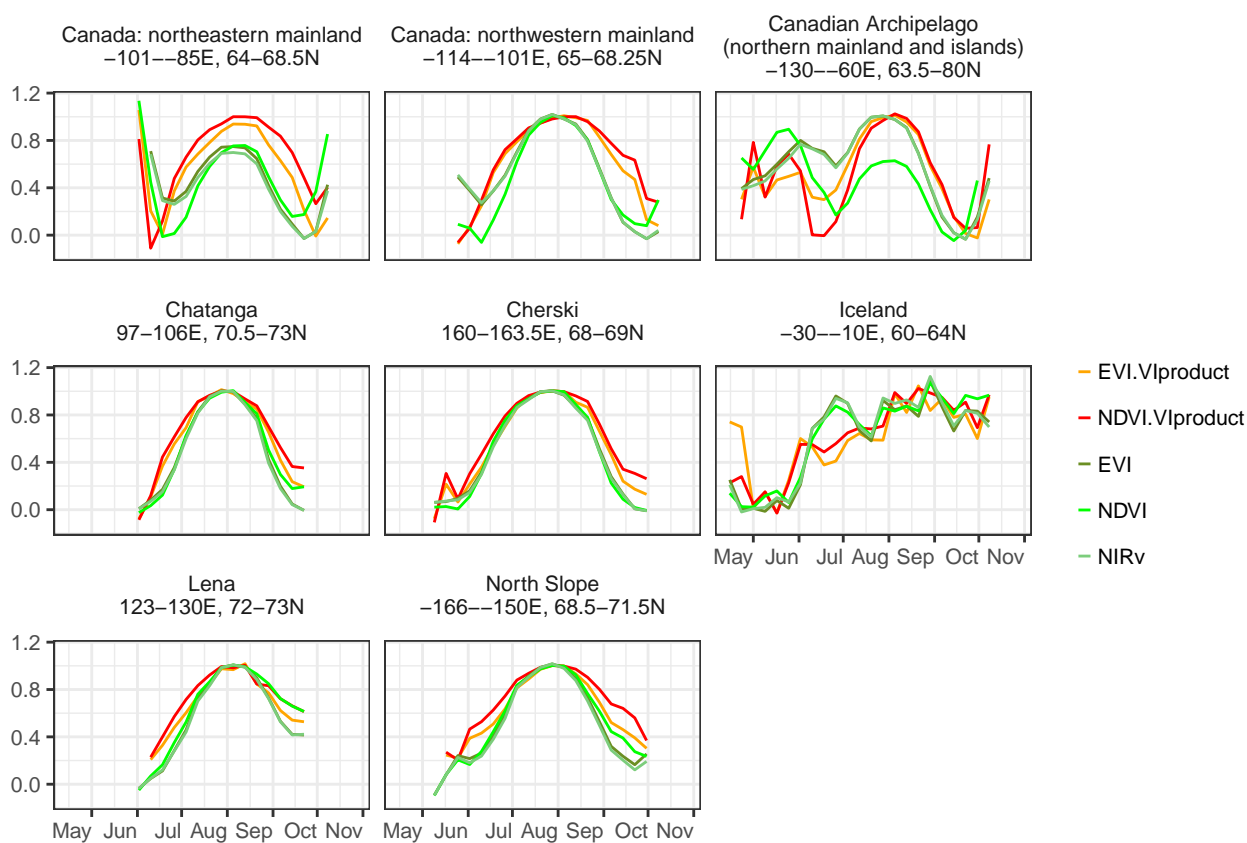 Canada: northeastern mainland
−101−−85E, 64−68.5N
Canada: northwestern mainland
−114−−101E, 65−68.25N
Canadian Archipelago
(northern mainland and islands)
−130−−60E, 63.5−80N
1.2
0.8
0.4
0.0
Chatanga
97−106E, 70.5−73N
Cherski
160−163.5E, 68−69N
Iceland
−30−−10E, 60−64N
1.2
0.8
0.4
0.0
May Jun Jul Aug Sep Oct Nov
EVI.VIproduct
NDVI.VIproduct
EVI
NDVI
NIRv
Lena
123−130E, 72−73N
North Slope
−166−−150E, 68.5−71.5N
1.2
0.8
0.4
0.0
May Jun Jul Aug Sep Oct Nov
May Jun Jul Aug Sep Oct Nov